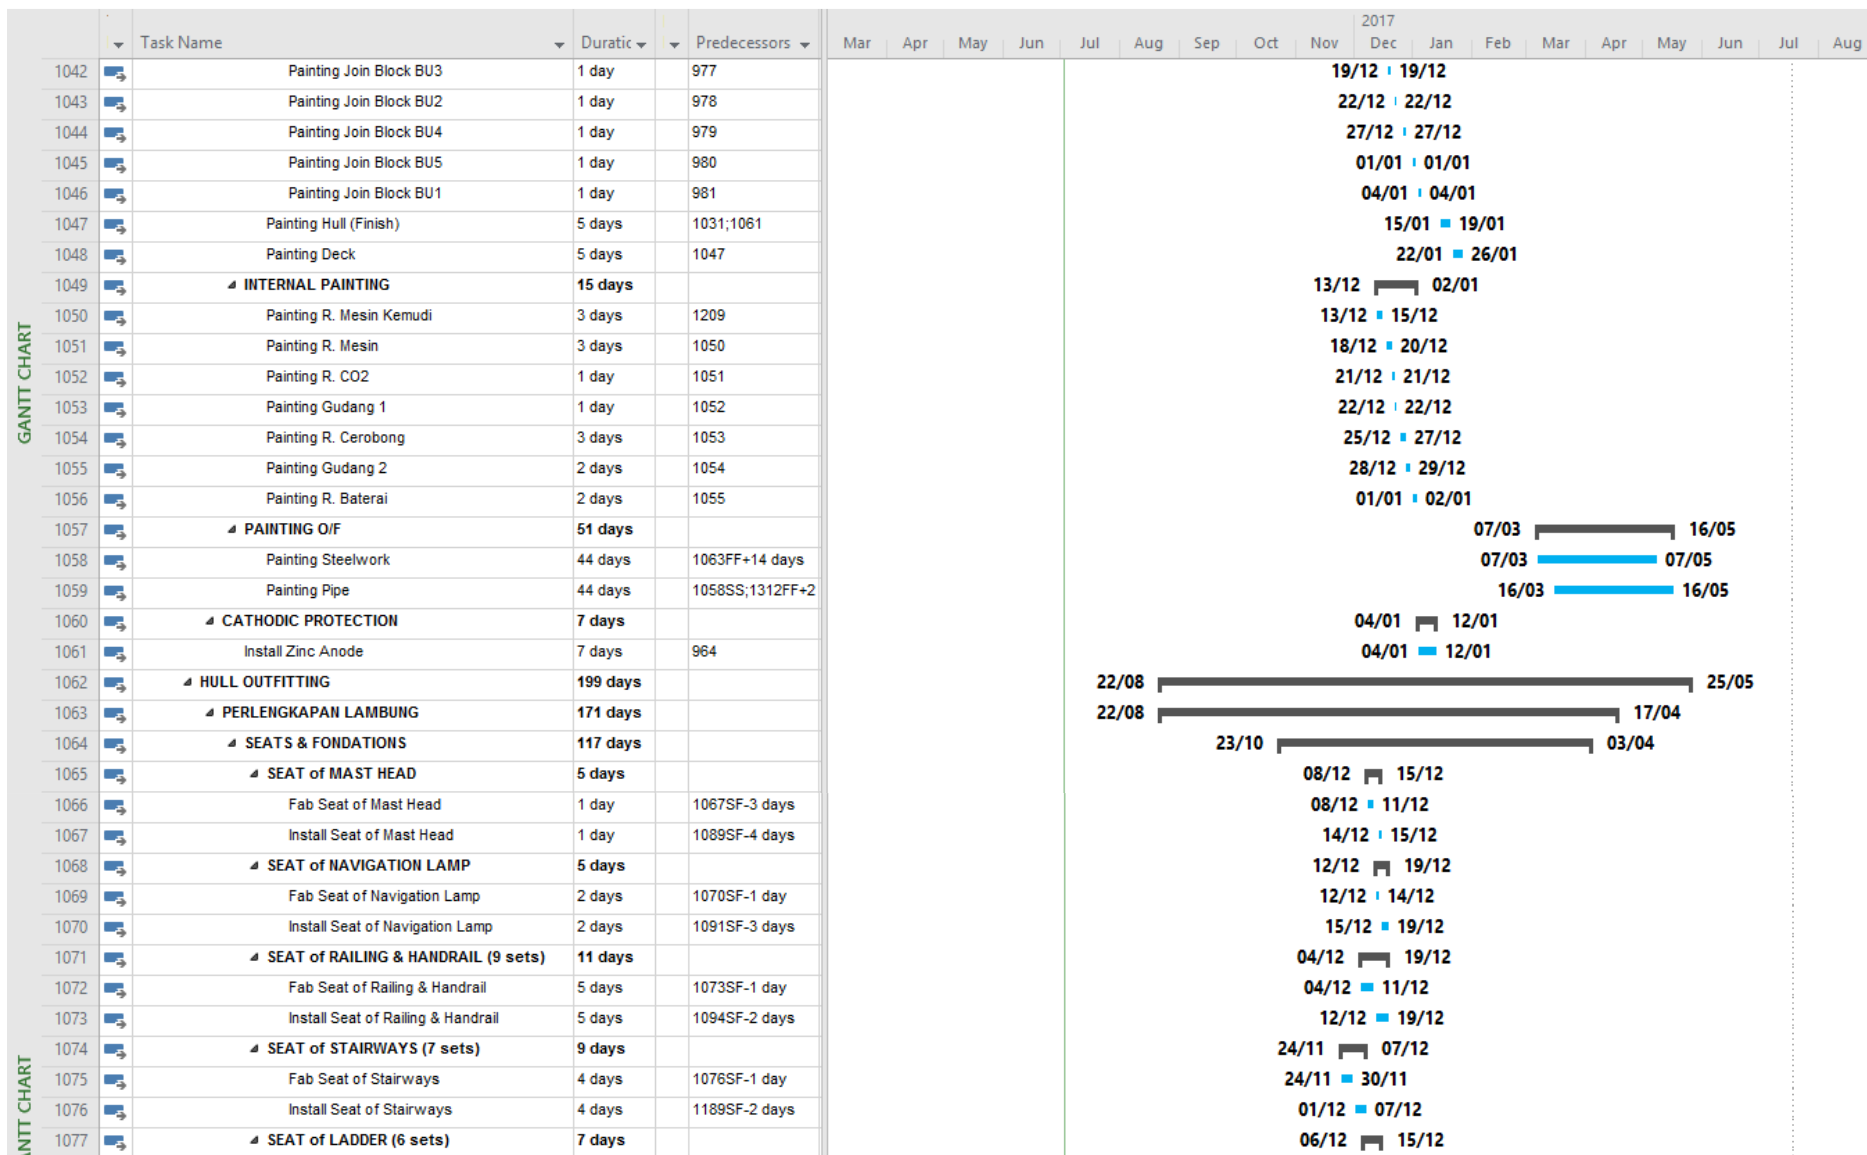 2017
Task Name Duratic Predecessors Mar Apr May Jun Jul Aug Sep Oct Nov Dec Jan Feb Mar Apr May Jun Jul Aug
1042 Painting Join Block BU3 1 day 977 19/12 19/12
1043 Painting Join Block BU2 1 day 978 22/12 22/12
1044 Painting Join Block BU4 1 day 979 27/12 27/12
1045 Painting Join Block BU5 1 day 980 01/01 01/01
1046 Painting Join Block BU1 1 day 981 04/01 04/01
1047 Painting Hull (Finish) 5 days 1031;1061 15/01 19/01
1048 Painting Deck 5 days 1047 22/01 26/01
1049 INTERNAL PAINTING 15 days 13/12 02/01
1050 Painting R. Mesin Kemudi 3 days 1209 13/12 15/12
1051 Painting R. Mesin 3 days 1050 18/12 20/12
1052 Painting R. CO2 1 day 1051 21/12 21/12
1053 Painting Gudang 1 1 day 1052 22/12 22/12
1054 Painting R. Cerobong 3 days 1053 25/12 27/12
1055 Painting Gudang 2 2 days 1054 28/12 29/12
1056 Painting R. Baterai 2 days 1055 01/01 02/01
1057 PAINTING O/F 51 days 07/03 16/05
1058 Painting Steelwork 44 days 1063FF+14 days 07/03 07/05
1059 Painting Pipe 44 days 1058SS;1312FF+2 16/03 16/05
1060 CATHODIC PROTECTION 7 days 04/01 12/01
1061 Install Zinc Anode 7 days 964 04/01 12/01
1062 HULL OUTFITTING 199 days 22/08 25/05
1063 PERLENGKAPAN LAMBUNG 171 days 22/08 17/04
1064 SEATS & FONDATIONS 117 days 23/10 03/04
1065 SEAT of MAST HEAD 5 days 08/12 15/12
1066 Fab Seat of Mast Head 1 day 1067SF-3 days 08/12 11/12
1067 Install Seat of Mast Head 1 day 1089SF-4 days 14/12 15/12
1068 SEAT of NAVIGATION LAMP 5 days 12/12 19/12
1069 Fab Seat of Navigation Lamp 2 days 1070SF-1 day 12/12 14/12
1070 Install Seat of Navigation Lamp 2 days 1091SF-3 days 15/12 19/12
1071 SEAT of RAILING & HANDRAIL (9 sets) 11 days 04/12 19/12
1072 Fab Seat of Railing & Handrail 5 days 1073SF-1 day 04/12 11/12
1073 Install Seat of Railing & Handrail 5 days 1094SF-2 days 12/12 19/12
1074 SEAT of STAIRWAYS (7 sets) 9 days 24/11 07/12
1075 Fab Seat of Stairways 4 days 1076SF-1 day 24/11 30/11
1076 Install Seat of Stairways 4 days 1189SF-2 days 01/12 07/12
1077 SEAT of LADDER (6 sets) 7 days 06/12 15/12
GANTT CHART
NTT CHART